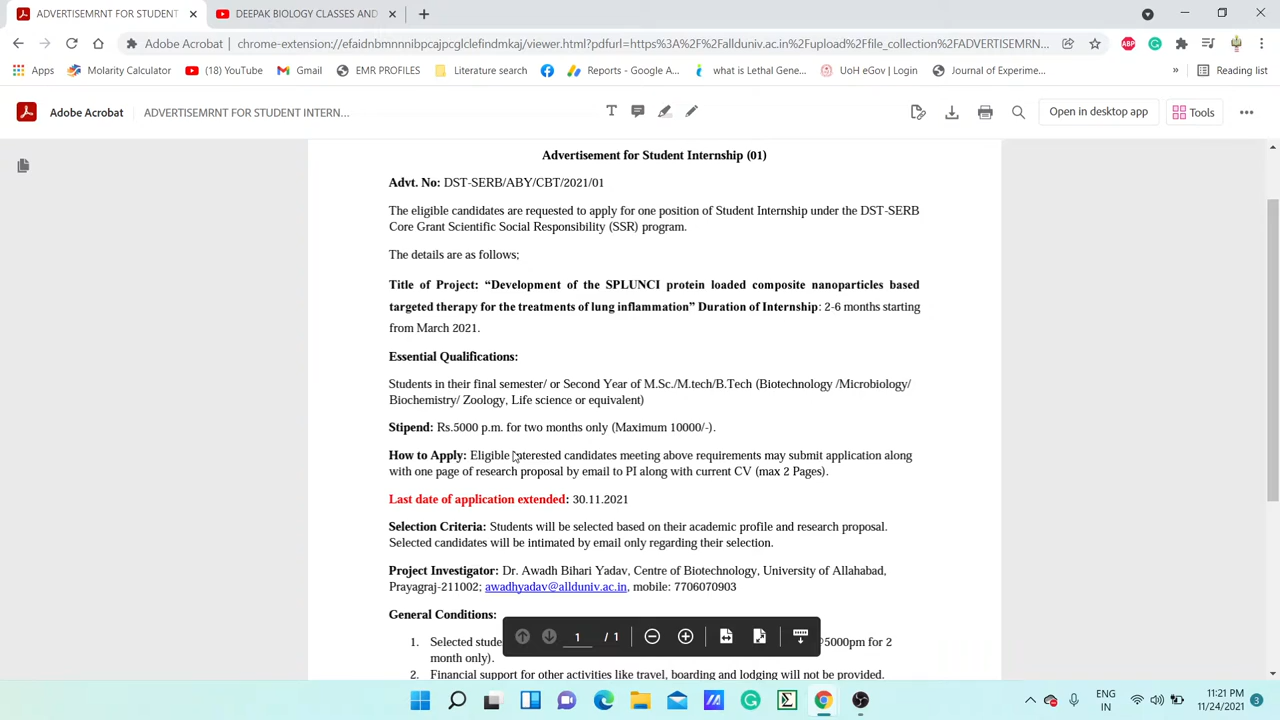 ADVERTISEMRNT FOR STUDENT
DEEPAK BIOLOGY CLASSES AND
Adobe Acrobat
chrome-extension://efaidnbmnnnibpcajpcglclefindmkaj/viewer.html?pdfurl=https%3A%2F%2Fallduniv.ac.in%2Fupload%2Ffile_collection%2FADVERTISEMRN...
Apps
Molarity Calculator
(18) YouTube
Gmail
EMR PROFILES
Literature search
Reports - Google A...
what is Lethal Gene...
UoH eGov | Login
Journal of Experime...
»
Reading list
Adobe Acrobat
ADVERTISEMRNT FOR STUDENT INTERN...
Open in desktop app
Tools
Advertisement for Student Internship (01)
Advt. No: DST-SERB/ABY/CBT/2021/01
The eligible candidates are requested to apply for one position of Student Internship under the DST-SERB
Core Grant Scientific Social Responsibility (SSR) program.
The details are as follows;
Title of Project: “Development of the SPLUNCI protein loaded composite nanoparticles based
targeted therapy for the treatments of lung inflammation” Duration of Internship: 2-6 months starting
from March 2021.
Essential Qualifications:
Students in their final semester/ or Second Year of M.Sc./M.tech/B.Tech (Biotechnology /Microbiology/
Biochemistry/ Zoology, Life science or equivalent)
Stipend: Rs.5000 p.m. for two months only (Maximum 10000/-).
How to Apply: Eligible interested candidates meeting above requirements may submit application along
with one page of research proposal by email to PI along with current CV (max 2 Pages).
Last date of application extended: 30.11.2021
Selection Criteria: Students will be selected based on their academic profile and research proposal.
Selected candidates will be intimated by email only regarding their selection.
Project Investigator: Dr. Awadh Bihari Yadav, Centre of Biotechnology, University of Allahabad,
Prayagraj-211002; awadhyadav@allduniv.ac.in, mobile: 7706070903
General Conditions:
1. Selected stude
5000pm for 2
month only).
2. Financial support for other activities like travel, boarding and lodging will not be provided.
1 / 1
ENG
IN
11:21 PM
11/24/2021
3